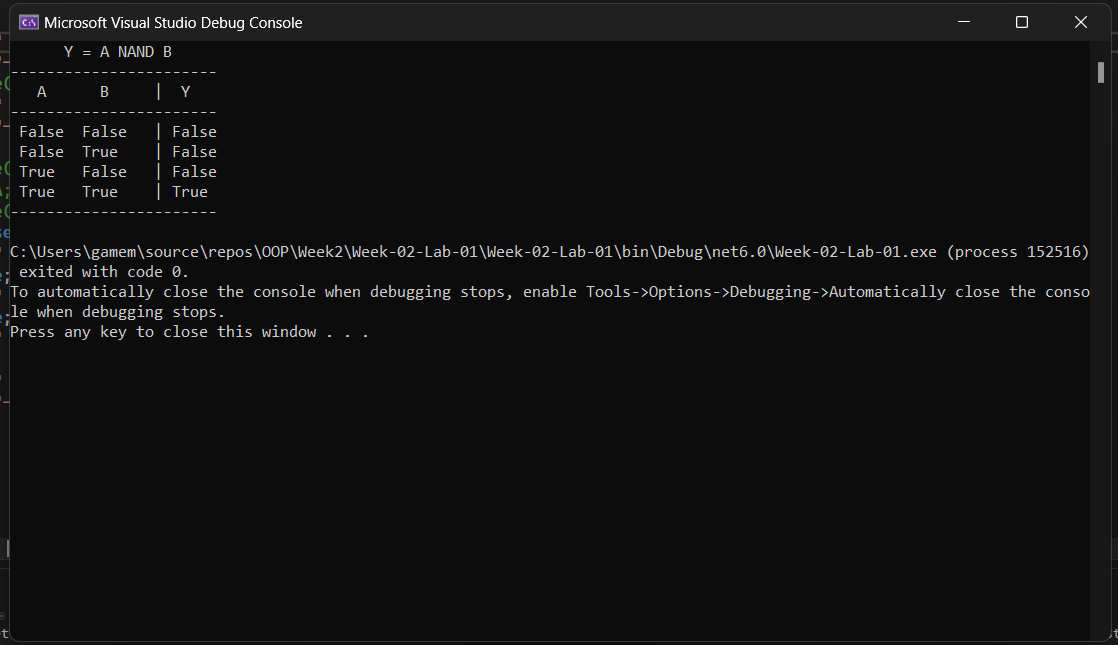 Microsoft Visual Studio Debug Console
Y = A NAND B
-----------------------
A B | Y
-----------------------
False False | False
False True | False
True False | False
True True | True
-----------------------
C:\Users\gamem\source\repos\OOP\Week2\Week-02-Lab-01\Week-02-Lab-01\bin\Debug\net6.0\Week-02-Lab-01.exe (process 152516)
exited with code 0.
To automatically close the console when debugging stops, enable Tools->Options->Debugging->Automatically close the conso
le when debugging stops.
Press any key to close this window . . .